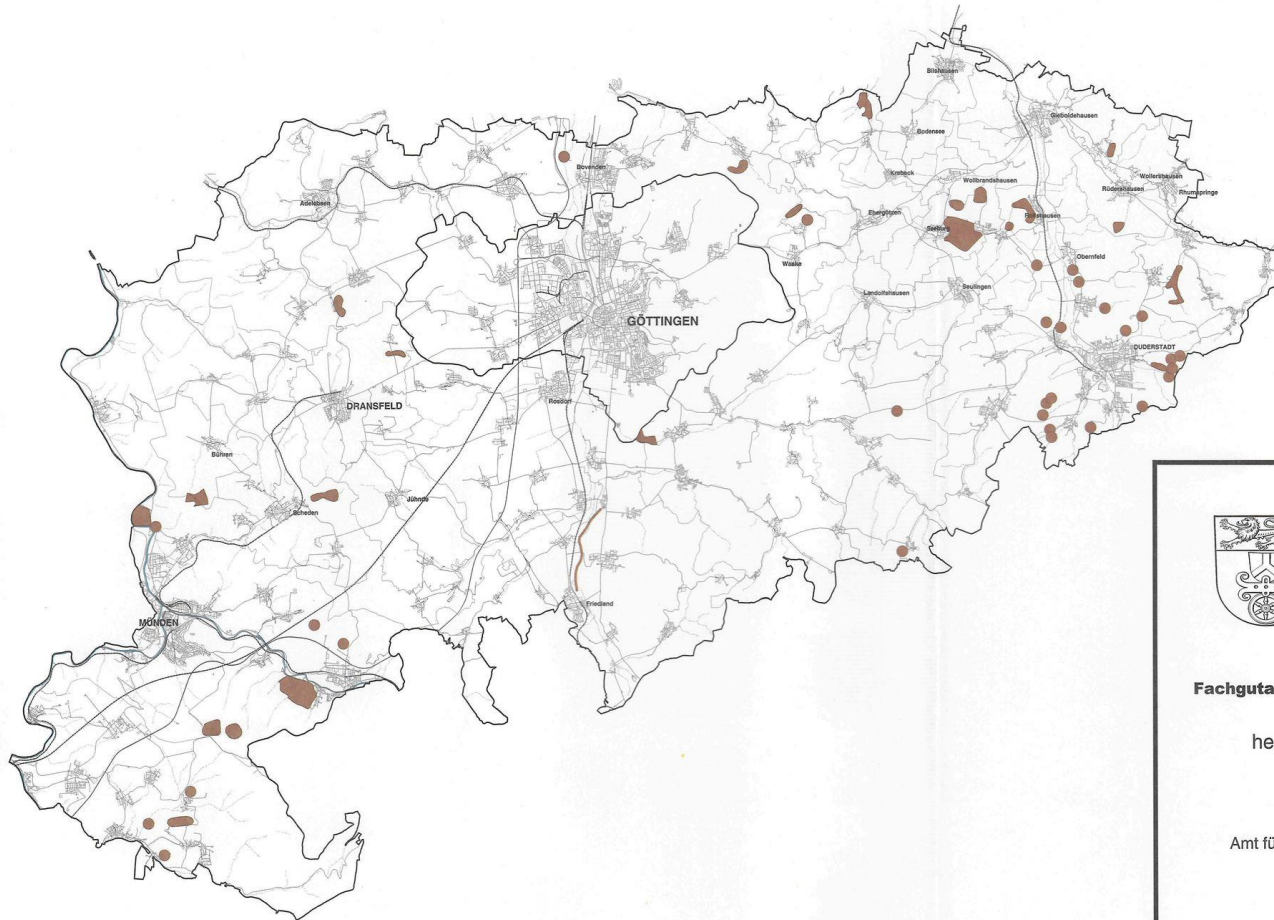 Bilshausen
Gieboldehausen
Bodensee
Bovenden
Krebeck
Wollbrandshausen
Wollershausen
Rüdershausen
Rhumspringe
Adelebsen
Ebergötzen
Rollshausen
Seeburg
Waake
Obernfeld
Landolfshausen
Seulingen
GÖTTINGEN
DUDERSTADT
DRANSFELD
Rosdorf
Bühren
Jühnde
Scheden
Friedland
MÜNDEN
Fachguta
he
Amt fü